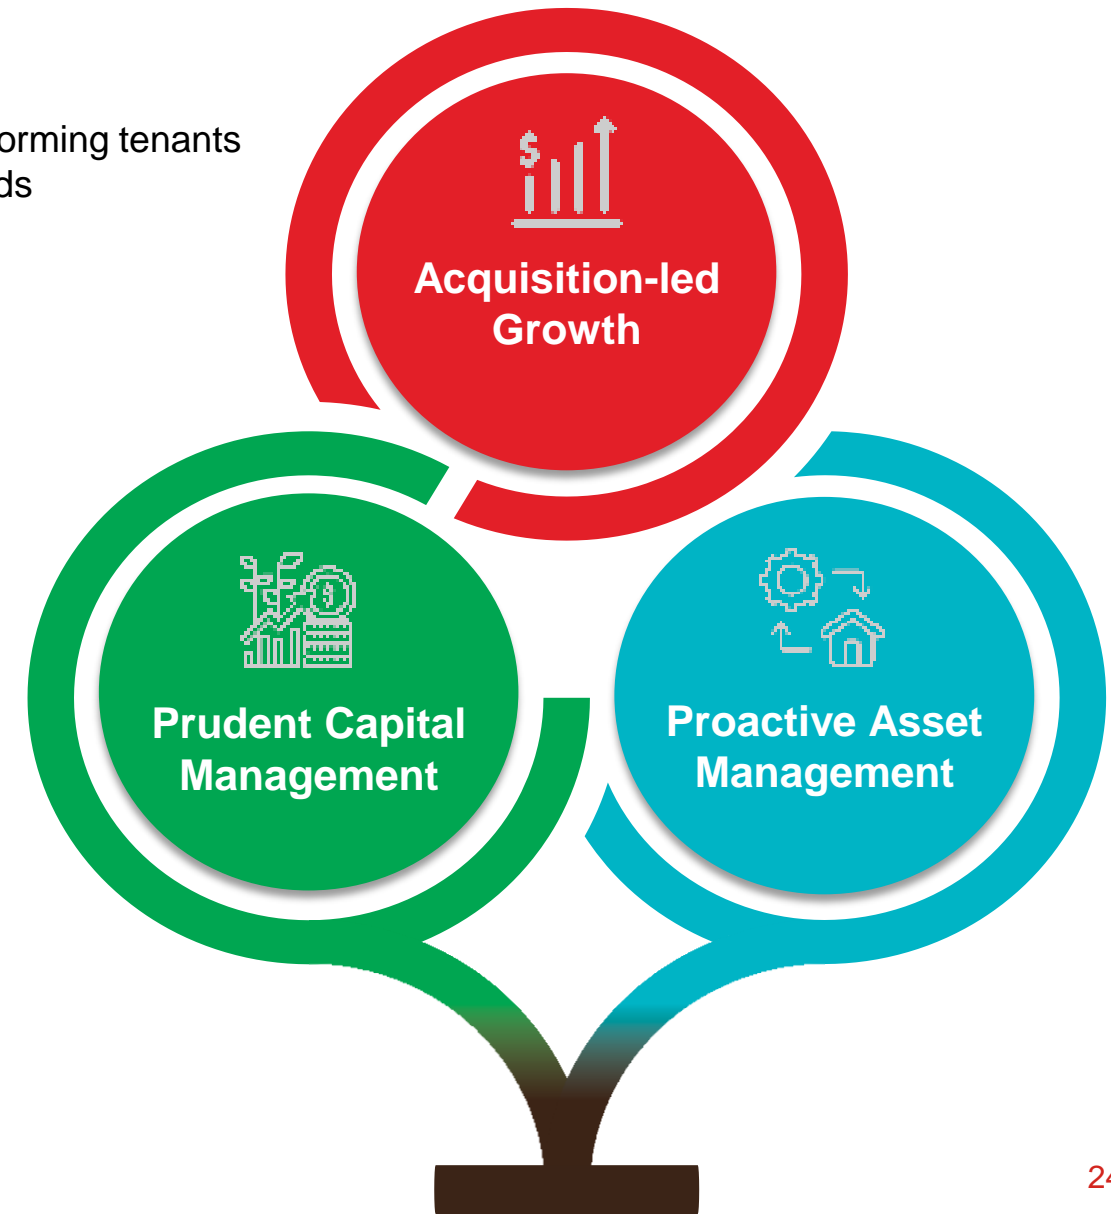 orming tenants
ds
Acquisition-led
Growth
Prudent Capital
Management
Proactive Asset
Management
24